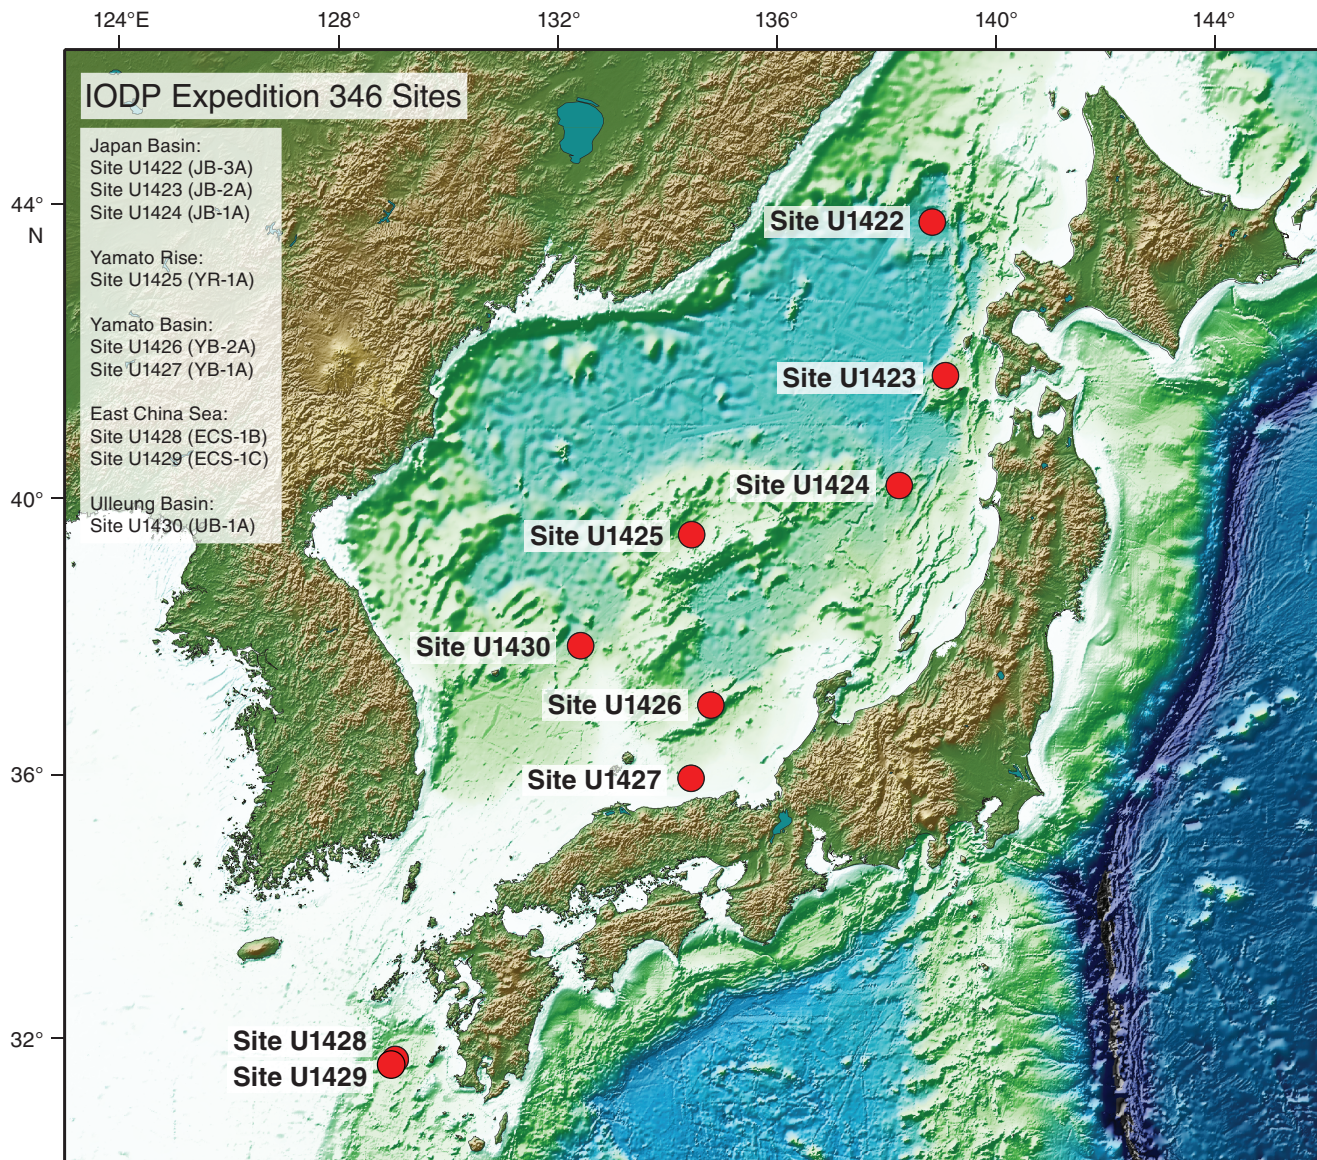 124°E 128° 132° 136° 140° 144°
IODP Expedition 346 Sites
Japan Basin:
Site U1422 (JB-3A)
Site U1423 (JB-2A)
Site U1424 (JB-1A)
Yamato Rise:
Site U1425 (YR-1A)
Yamato Basin:
Site U1426 (YB-2A)
Site U1427 (YB-1A)
East China Sea:
Site U1428 (ECS-1B)
Site U1429 (ECS-1C)
Ulleung Basin:
Site U1430 (UB-1A)
44°
N
40°
36°
32°
Site U1422
Site U1423
Site U1424
Site U1425
Site U1430
Site U1426
Site U1427
Site U1428
Site U1429